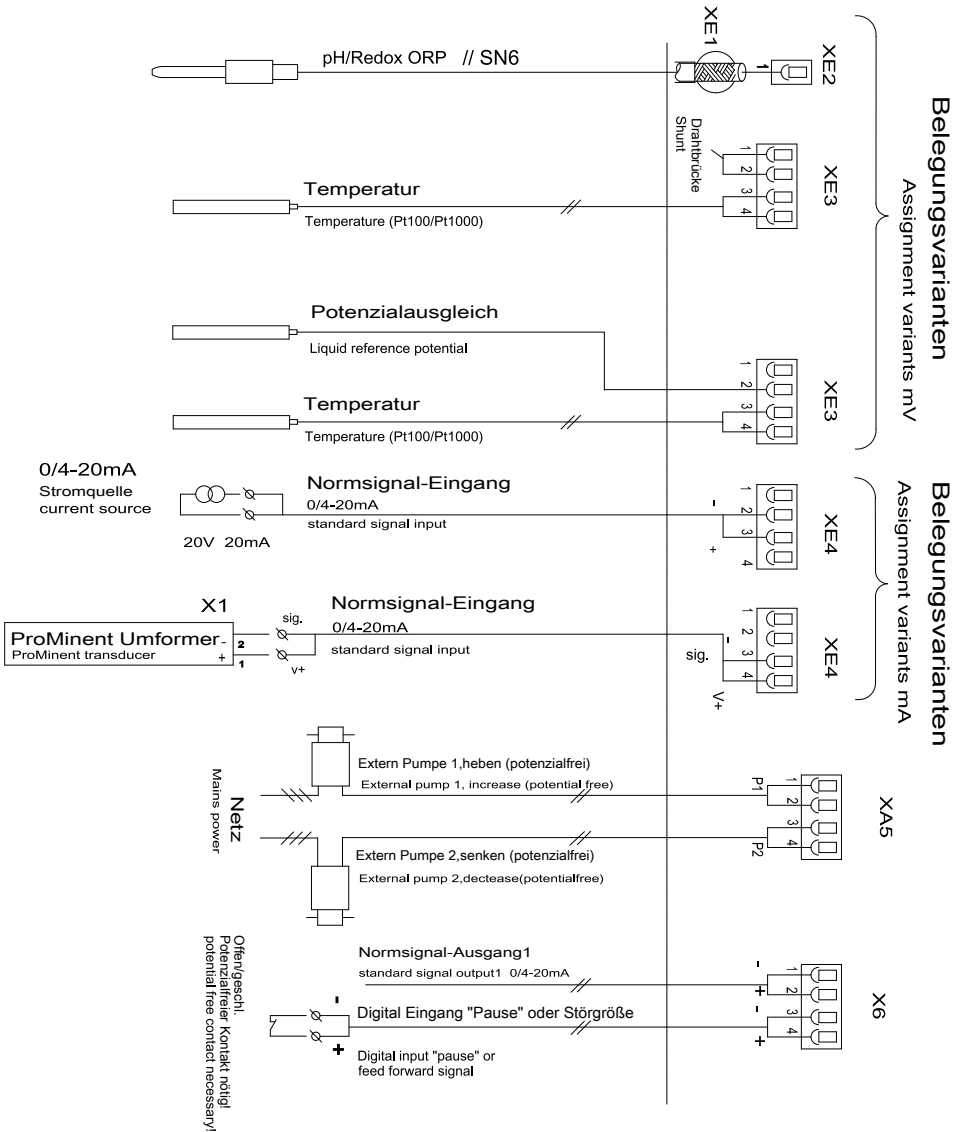 XE1
XE2
pH/Redox ORP // SN6
1
Belegungsvarianten
Assignment variants mV
Drahtbrücke
Shunt
1
2
3
4
XE3
Temperatur
Temperature (Pt100/Pt1000)
Potenzialausgleich
Liquid reference potential
1
2
3
4
XE3
Temperatur
Temperature (Pt100/Pt1000)
0/4-20mA
Stromquelle
current source
20V 20mA
Normsignal-Eingang
0/4-20mA
standard signal input
-
+
1
2
3
4
XE4
Belegungsvarianten
Assignment variants mA
X1
ProMinent Umformer
ProMinent transducer
- 2
+ 1
sig.
v+
Normsignal-Eingang
0/4-20mA
standard signal input
-
sig.
V+
1
2
3
4
XE4
Netz
Mains power
Extern Pumpe 1,heben (potenzialfrei)
External pump 1, increase (potential free)
Extern Pumpe 2,senken (potenzialfrei)
External pump 2,dectease(potentialfree)
P1
P2
1
2
3
4
XA5
Normsignal-Ausgang1
standard signal output1 0/4-20mA
Digital Eingang "Pause" oder Störgröße
Digital input "pause" or
feed forward signal
-
+
Offen/geschl.
Potenzialfreier Kontakt nötig!
potential free contact necessary!
-
+
-
+
1
2
3
4
X6